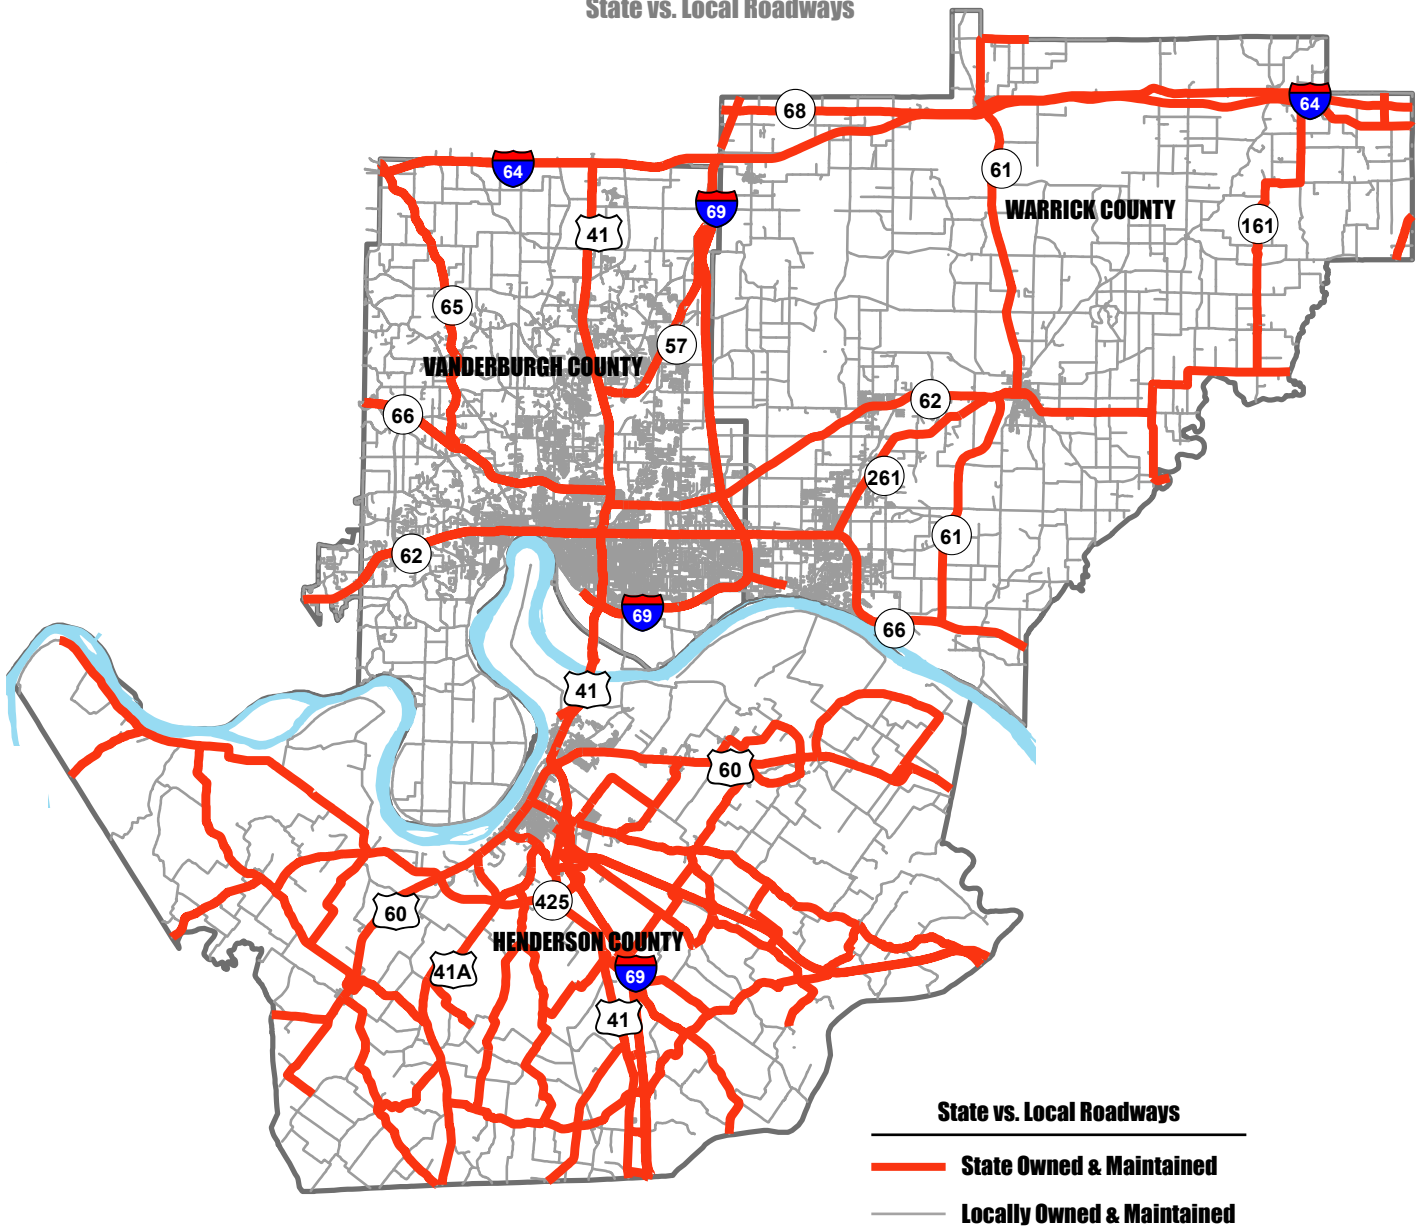 State vs. Local Roadways
68
64
64
61
69
WARRICK COUNTY
161
41
65
57
VANDERBURGH COUNTY
62
66
261
61
62
69
66
41
60
425
60
HENDERSON COUNTY
41A
69
41
State vs. Local Roadways
State Owned & Maintained
Locally Owned & Maintained